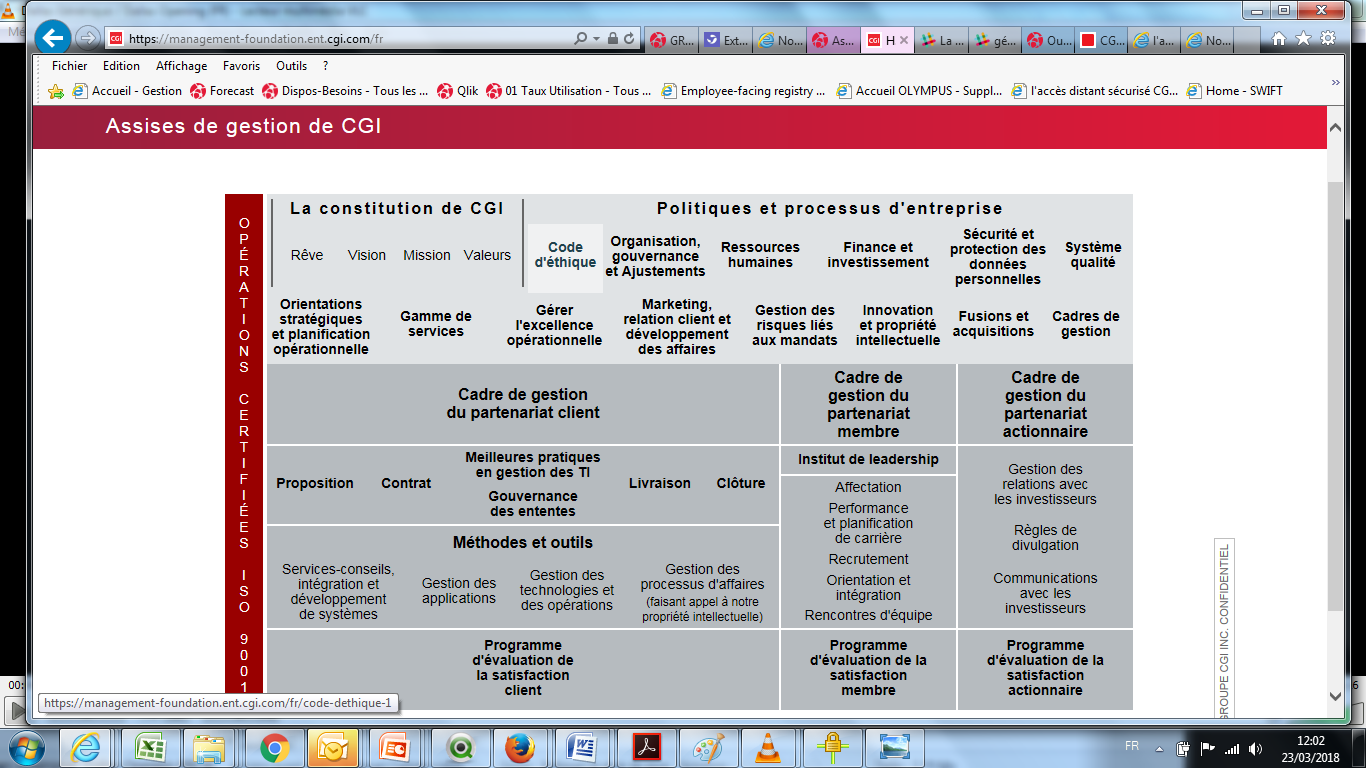 https://management-foundation.ent.cgi.com/fr
GR...
Ext...
No...
As...
CGI H
La ...
gé...
Ou...
CG...
l'a...
No...
Fichier Edition Affichage Favoris Outils ?
Accueil - Gestion
Forecast
Dispos-Besoins - Tous les ...
Qlik
01 Taux Utilisation - Tous ...
Employee-facing registry ...
Accueil OLYMPUS - Suppl...
l'accès distant sécurisé CG...
Home - SWIFT
Assises de gestion de CGI
OPÉRATIONS CERTIFIÉES ISO 9001
La constitution de CGI
Rêve Vision Mission Valeurs
Politiques et processus d'entreprise
Code
d'éthique
Organisation,
gouvernance
et Ajustements
Ressources
humaines
Finance et
investissement
Sécurité et
protection des
données
personnelles
Système
qualité
Orientations
stratégiques
et planification
opérationnelle
Gamme de
services
Gérer
l'excellence
opérationnelle
Marketing,
relation client et
développement
des affaires
Gestion des
risques liés
aux mandats
Innovation
et propriété
intellectuelle
Fusions et
acquisitions
Cadres de
gestion
Cadre de gestion
du partenariat client
Cadre de
gestion du
partenariat
membre
Cadre de
gestion du
partenariat
actionnaire
Proposition
Contrat
Meilleures pratiques
en gestion des TI
Gouvernance
des ententes
Livraison
Clôture
Méthodes et outils
Services-conseils,
intégration et
développement
de systèmes
Gestion des
applications
Gestion des
technologies et
des opérations
Gestion des
processus d'affaires
(faisant appel à notre
propriété intellectuelle)
Institut de leadership
Affectation
Performance
et planification
de carrière
Recrutement
Orientation et
intégration
Rencontres d'équipe
Gestion des
relations avec
les investisseurs
Règles de
divulgation
Communications
avec les
investisseurs
Programme
d'évaluation de
la satisfaction
client
Programme
d'évaluation de la
satisfaction
membre
Programme
d'évaluation de la
satisfaction
actionnaire
GROUPE CGI INC. CONFIDENTIEL
https://management-foundation.ent.cgi.com/fr/code-dethique-1
FR
12:02
23/03/2018